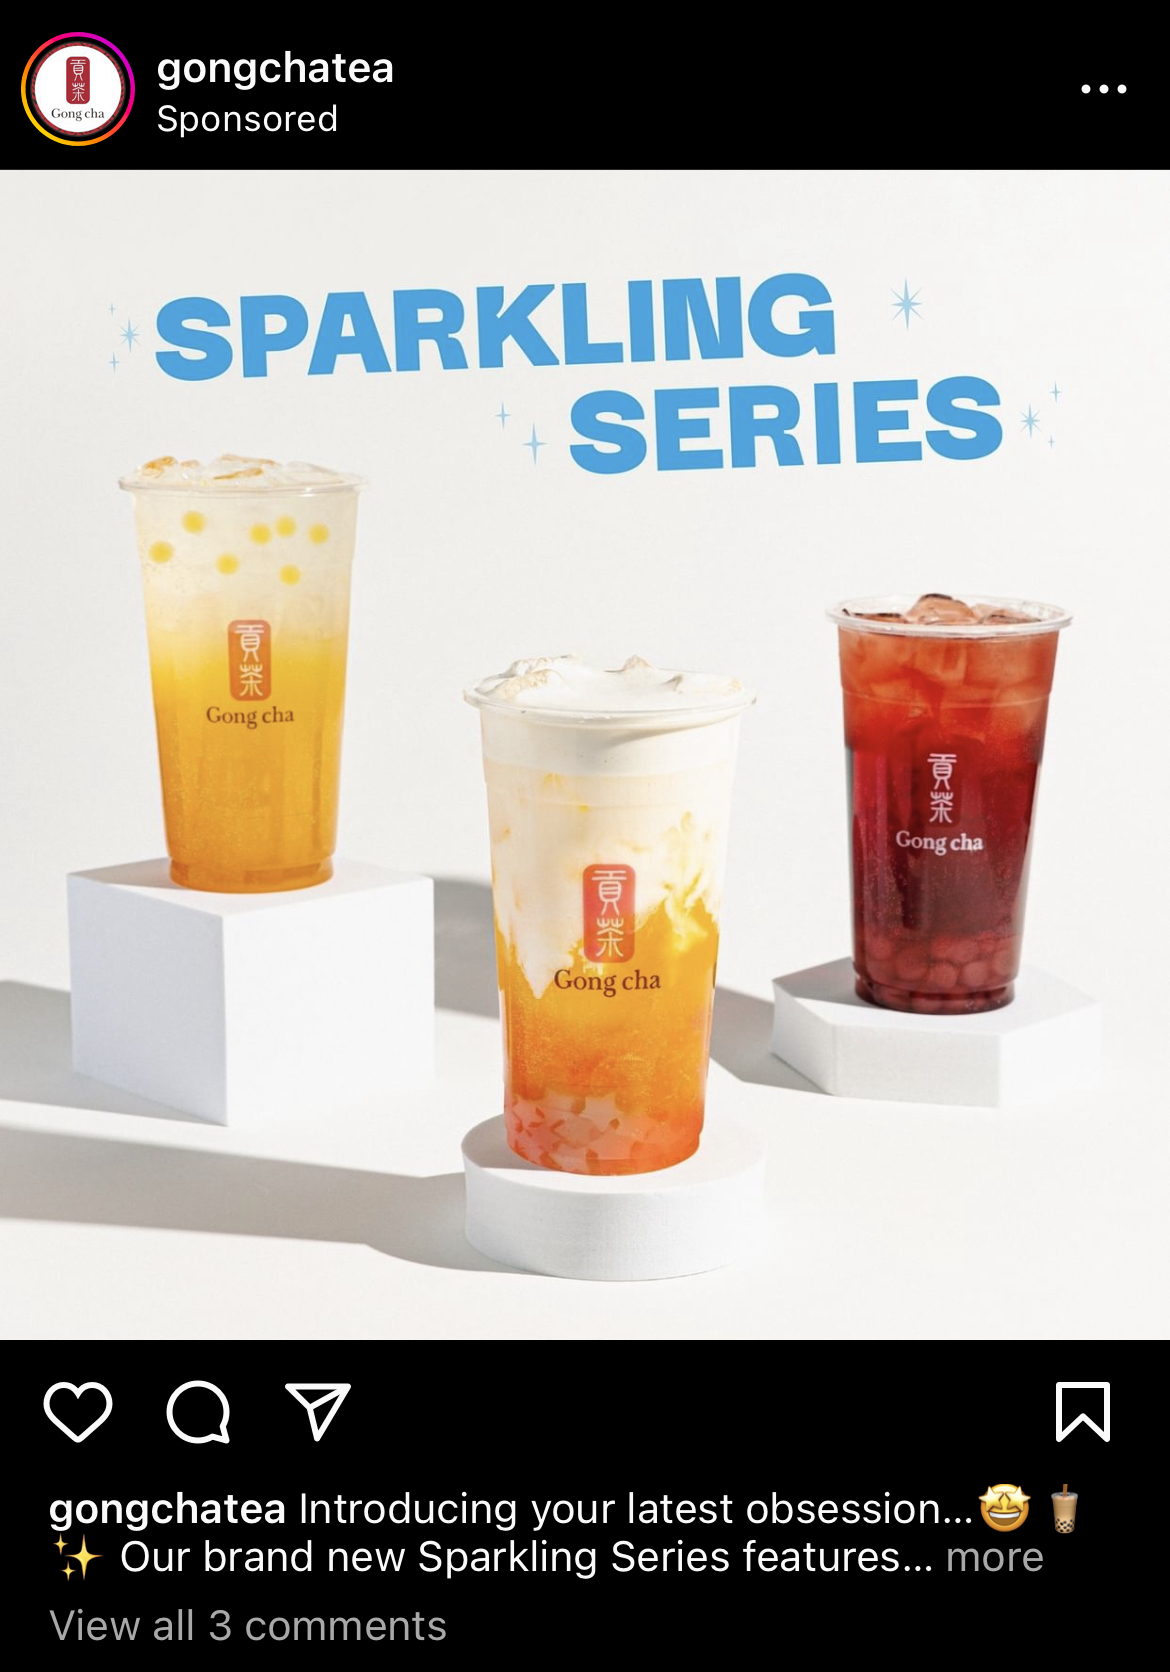 貢茶
Gong cha
gongchatea
Sponsored
SPARKLING
SERIES
貢茶
Gong cha
貢茶
Gong cha
貢茶
Gong cha
gongchatea Introducing your latest obsession...🤩🧋
✨ Our brand new Sparkling Series features... more
View all 3 comments